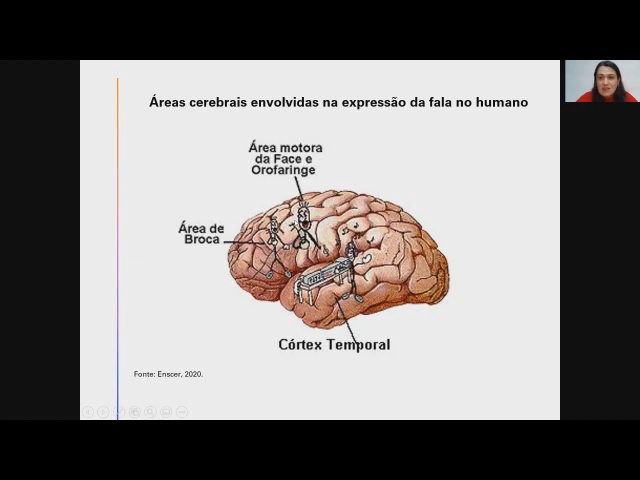 Áreas cerebrais envolvidas na expressão da fala no humano
Área motora
da Face e
Orofaringe
Área de
Broca
Córtex Temporal
Fonte: Enscer, 2020.